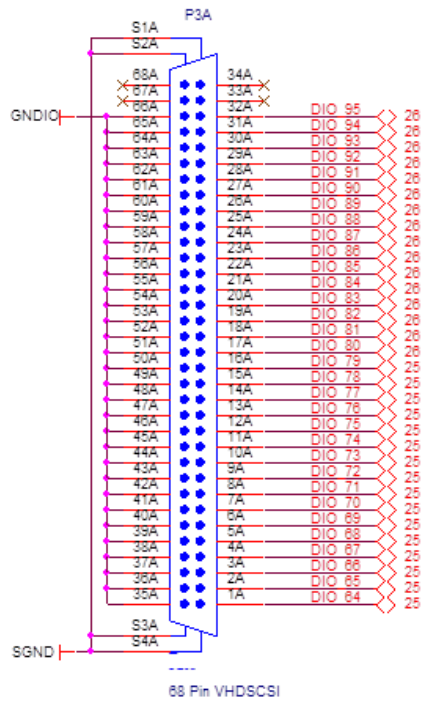 P3A
S1A
S2A
68A 34A
67A 33A
66A 32A DIO 95 26
GNDIO
65A 31A DIO 94 26
64A 30A DIO 93 26
63A 29A DIO 92 26
62A 28A DIO 91 26
61A 27A DIO 90 26
60A 26A DIO 89 26
59A 25A DIO 88 26
58A 24A DIO 87 26
57A 23A DIO 86 26
56A 22A DIO 85 26
55A 21A DIO 84 26
54A 20A DIO 83 26
53A 19A DIO 82 26
52A 18A DIO 81 26
51A 17A DIO 80 26
50A 16A DIO 79 25
49A 15A DIO 78 25
48A 14A DIO 77 25
47A 13A DIO 76 25
46A 12A DIO 75 25
45A 11A DIO 74 25
44A 10A DIO 73 25
43A 9A DIO 72 25
42A 8A DIO 71 25
41A 7A DIO 70 25
40A 6A DIO 69 25
39A 5A DIO 68 25
38A 4A DIO 67 25
37A 3A DIO 66 25
36A 2A DIO 65 25
35A 1A DIO 64 25
S3A
S4A
SGND
68 Pin VHDSCSI